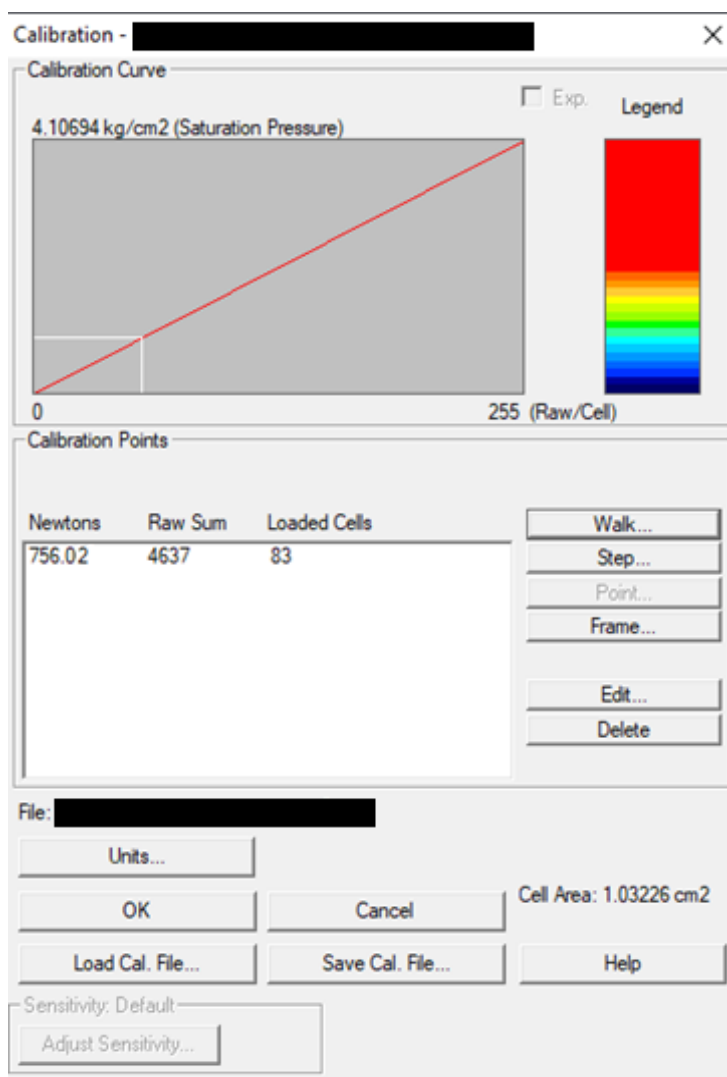 Calibration -
Calibration Curve
Exp.
Legend
4.10694 kg/cm2 (Saturation Pressure)
0
255 (Raw/Cell)
Calibration Points
Newtons Raw Sum Loaded Cells
756.02 4637 83
Walk...
Step...
Point...
Frame...
Edit...
Delete
File:
Units...
OK
Cancel
Cell Area: 1.03226 cm2
Load Cal. File...
Save Cal. File...
Help
Sensitivity: Default
Adjust Sensitivity...